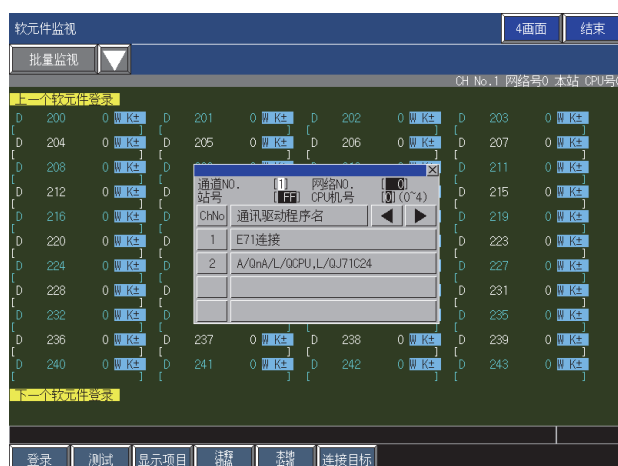 软元件监视 4画面 结束
批量监视
CH No.1 网络号0 本站 CPU号0
上一个软元件登录
D 200 0 W K± D 201 0 W K± D 202 0 W K± D 203 0 W K±
[ ] [ ] [ ] [ ]
D 204 0 W K± D 205 0 W K± D 206 0 W K± D 207 0 W K±
[ ] [ ] [ ] [ ]
D 208 0 W K± D D 211 0 W K±
通道NO. [1] 网络NO. [ 0]
D 212 0 W K± D D 215 0 W K±
站号 [FF] CPU机号 [0](0~4)
D 216 0 W K± D D 219 0 W K±
ChNo 通讯驱动程序名
D 220 0 W K± D D 223 0 W K±
1 E71连接
D 224 0 W K± D D 227 0 W K±
2 A/QnA/L/QCPU,L/QJ71C24
D 228 0 W K± D D 231 0 W K±
D 232 0 W K± D D 235 0 W K±
D 236 0 W K± D 237 0 W K± D 238 0 W K± D 239 0 W K±
[ ] [ ] [ ] [ ]
D 240 0 W K± D 241 0 W K± D 242 0 W K± D 243 0 W K±
[ ] [ ] [ ] [ ]
下一个软元件登录
登录 测试 显示项目 注释 本地 连接目标